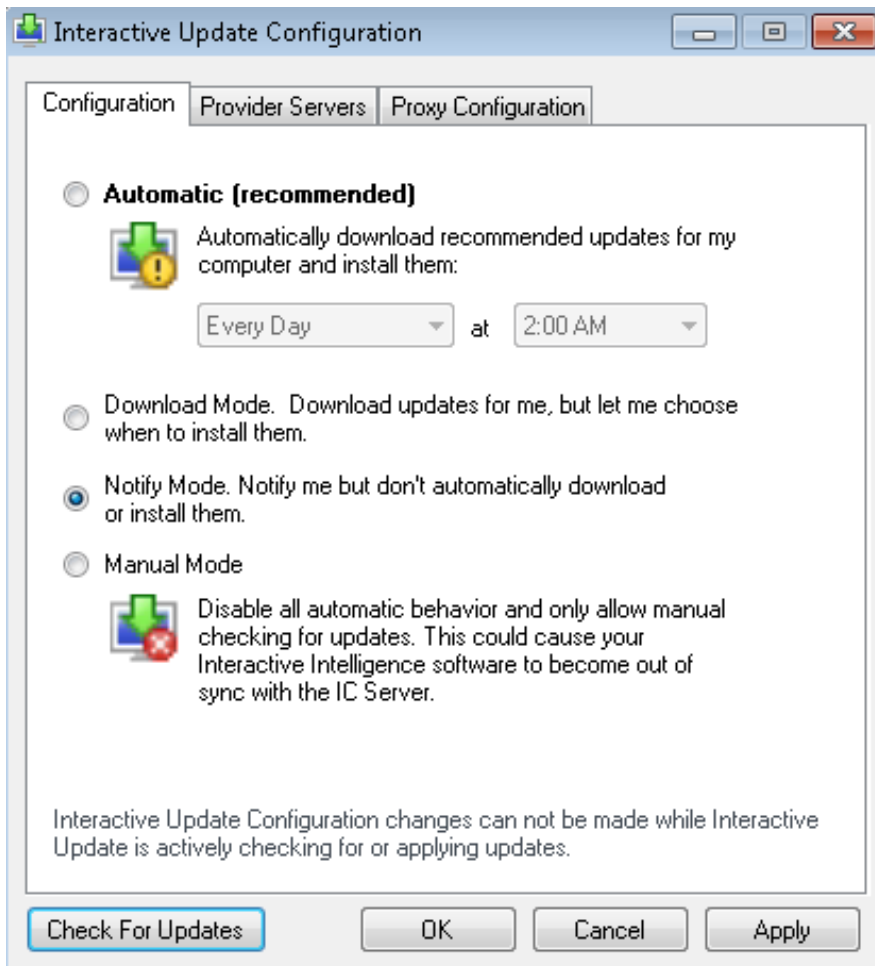 Interactive Update Configuration
Configuration
Provider Servers
Proxy Configuration
Automatic (recommended)
Automatically download recommended updates for my
computer and install them:
Every Day at 2:00 AM
Download Mode.  Download updates for me, but let me choose
when to install them.
Notify Mode. Notify me but don't automatically download
or install them.
Manual Mode
Disable all automatic behavior and only allow manual
checking for updates. This could cause your
Interactive Intelligence software to become out of
sync with the IC Server.
Interactive Update Configuration changes can not be made while Interactive
Update is actively checking for or applying updates.
Check For Updates
OK
Cancel
Apply